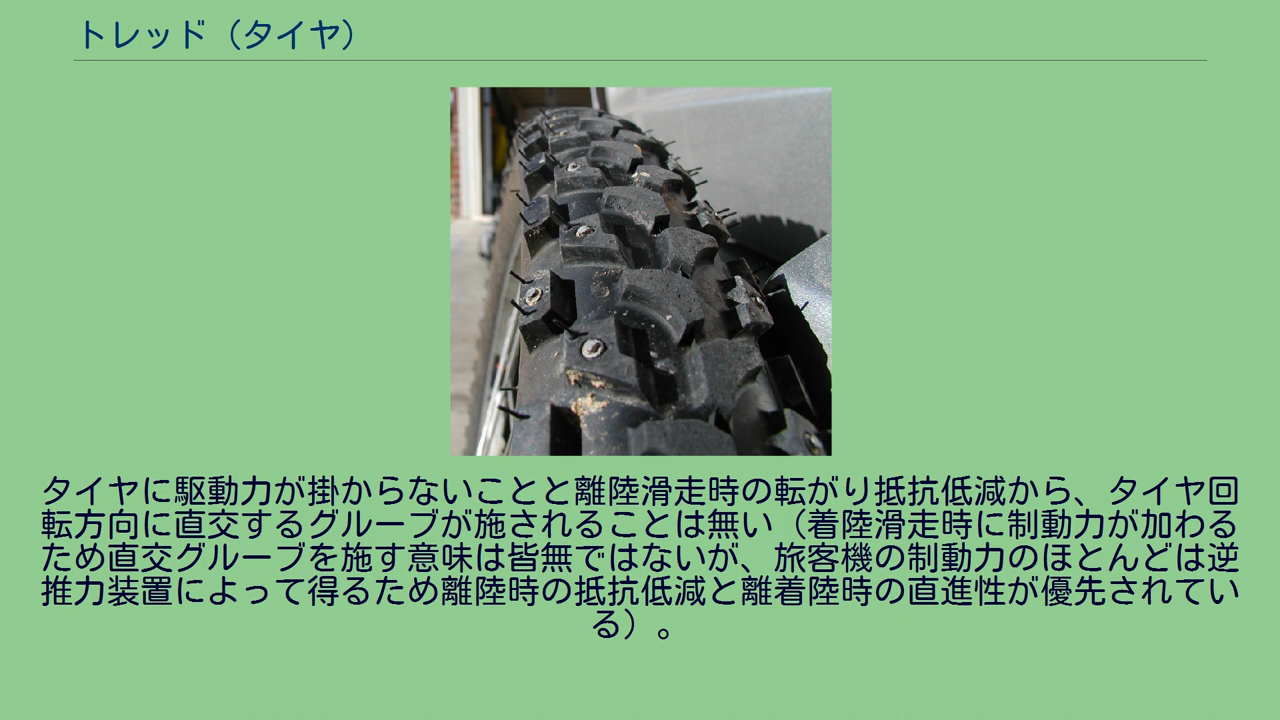 トレッド（タイヤ）
タイヤに駆動力が掛からないことと離陸滑走時の転がり抵抗低減から、タイヤ回
転方向に直交するグルーブが施されることは無い（着陸滑走時に制動力が加わる
ため直交グルーブを施す意味は皆無ではないが、旅客機の制動力のほとんどは逆
推力装置によって得るため離陸時の抵抗低減と離着陸時の直進性が優先されてい
る）。